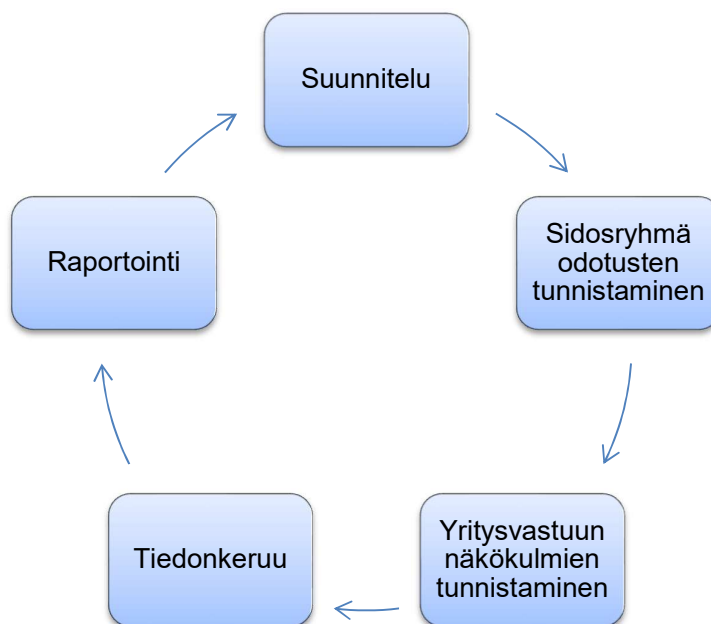 Suunnitelu
Sidosryhmä
odotusten
tunnistaminen
Yritysvastuun
näkökulmien
tunnistaminen
Tiedonkeruu
Raportointi